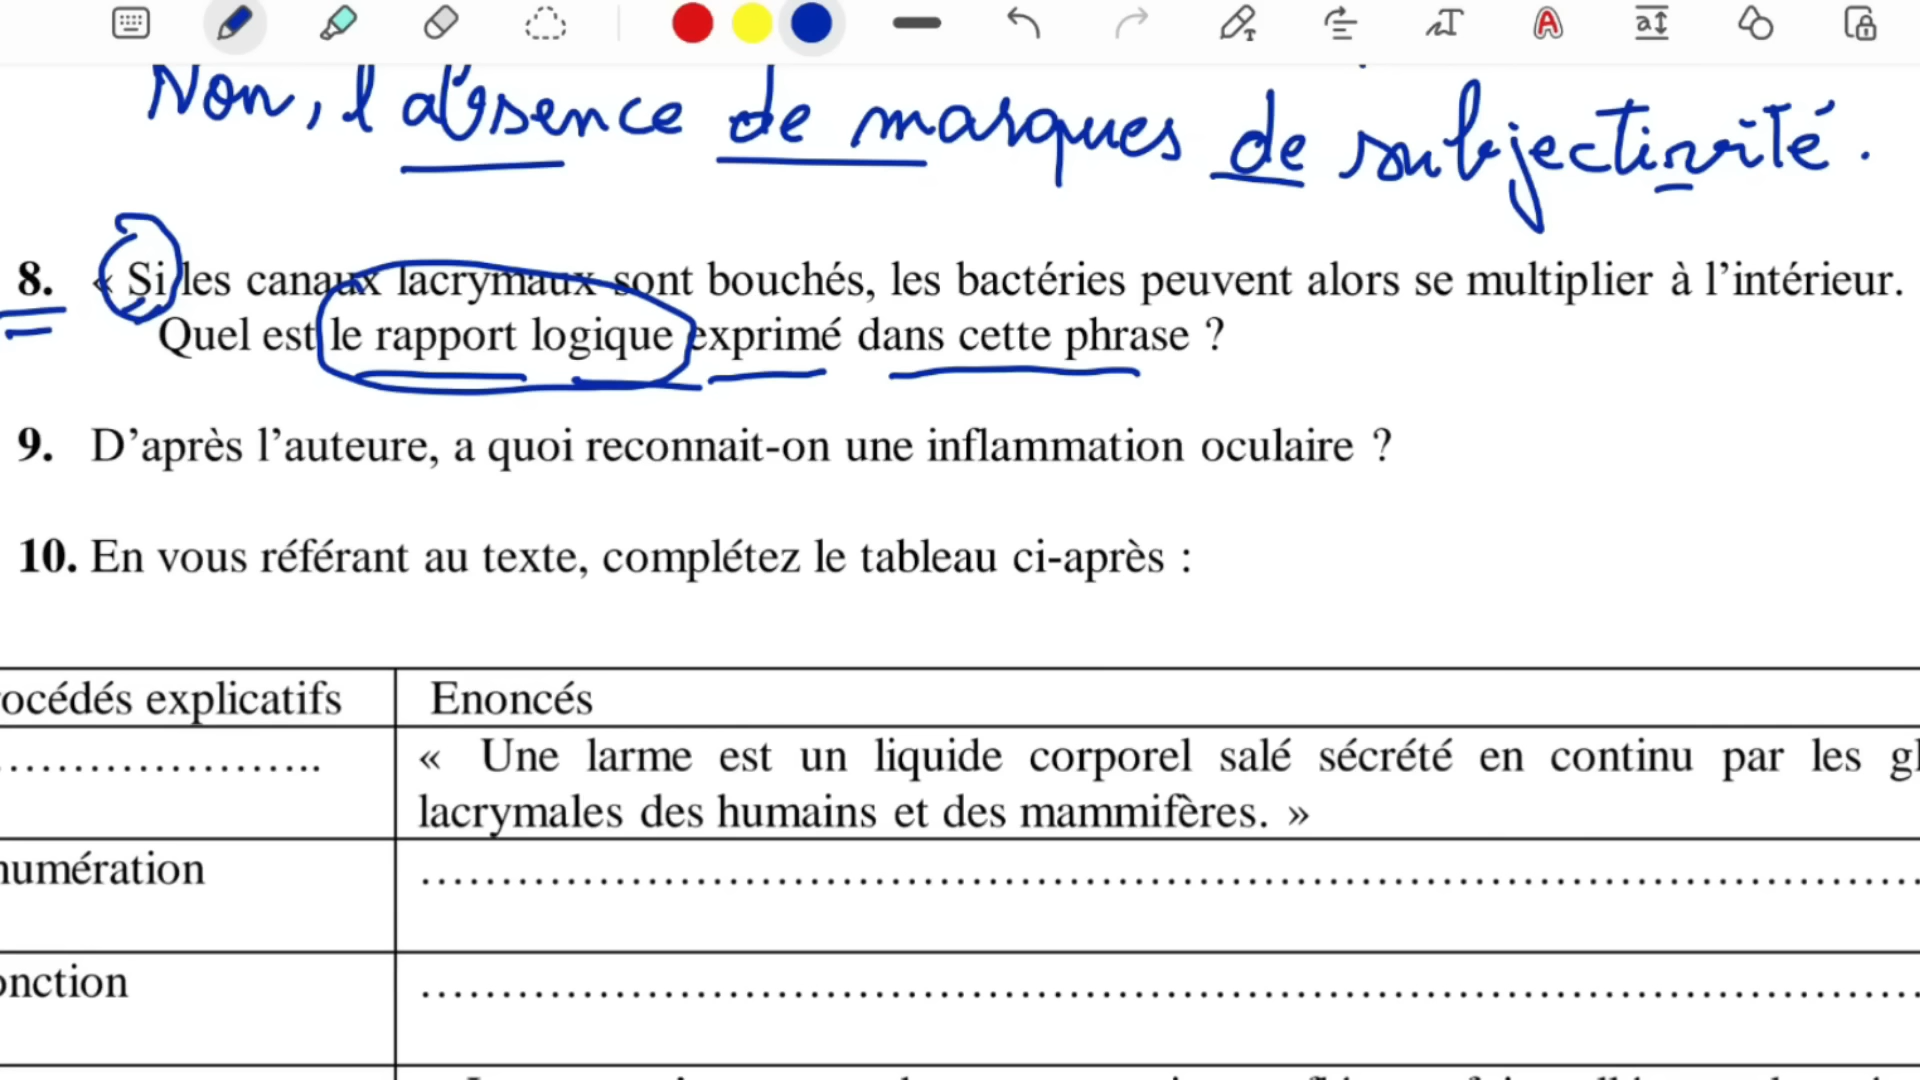 Non, l'absence de marques de subjectivité.
8. « Si les canaux lacrymaux sont bouchés, les bactéries peuvent alors se multiplier à l’intérieur.
Quel est le rapport logique exprimé dans cette phrase ?
9. D’après l’auteure, a quoi reconnait-on une inflammation oculaire ?
10. En vous référant au texte, complétez le tableau ci-après :
océdés explicatifs Enoncés
………………….. « Une larme est un liquide corporel salé sécrété en continu par les gl
lacrymales des humains et des mammifères. »
numération ……………………………………………………………………
onction ……………………………………………………………………